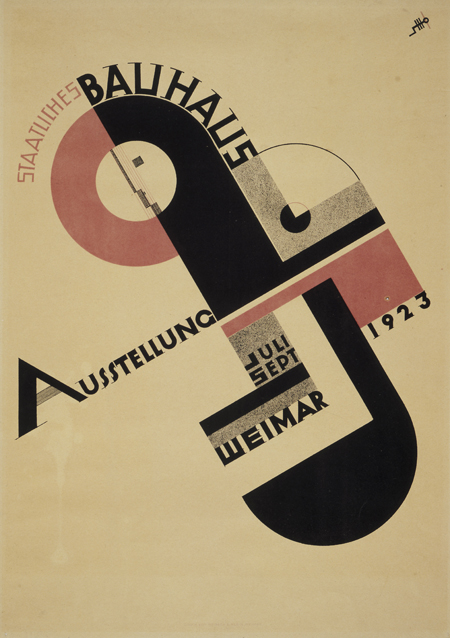 STAATLICHES
BAUHAUS
AUSSTELLUNG
JULI
SEPT
1923
WEIMAR